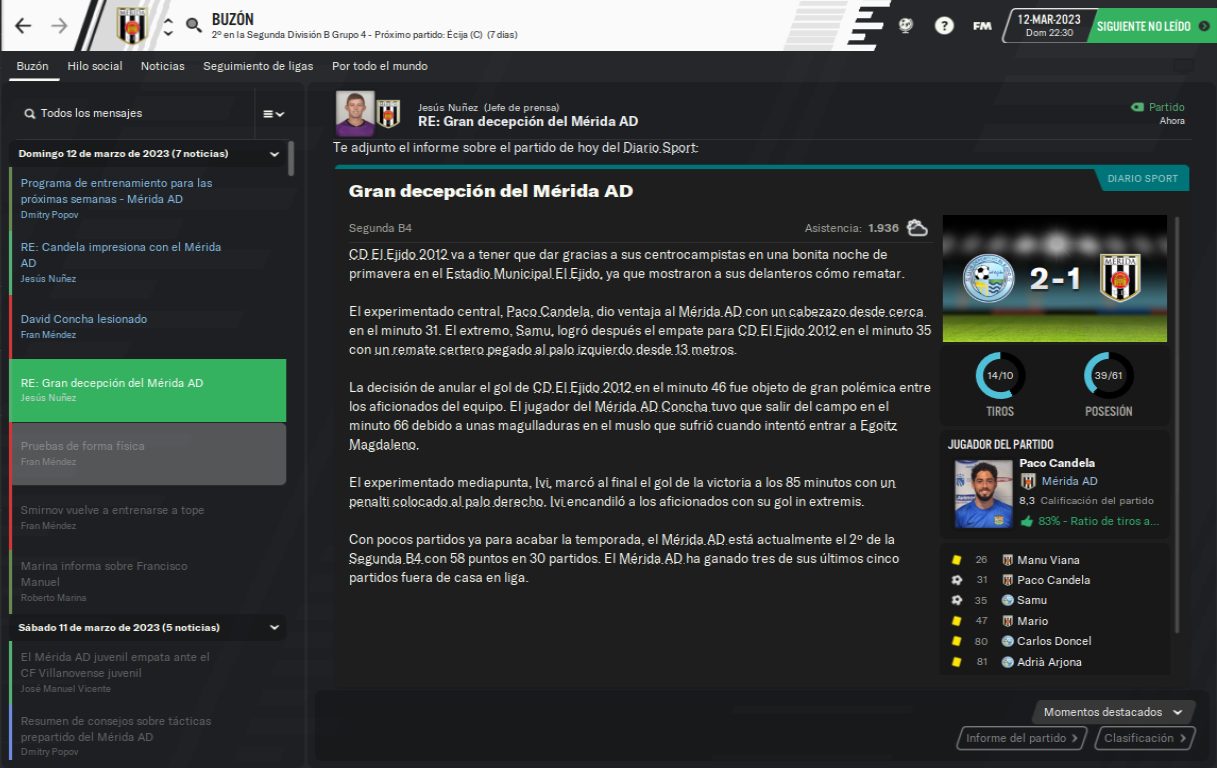 BUZÓN
2º en la Segunda División B Grupo 4 - Próximo partido: Écija (C) (7 días)
?
FM
12-MAR-2023
Dom 22:30
SIGUIENTE NO LEÍDO
Buzón
Hilo social
Noticias
Seguimiento de ligas
Por todo el mundo
Todos los mensajes
Domingo 12 de marzo de 2023 (7 noticias)
Programa de entrenamiento para las
próximas semanas - Mérida AD
Dmitry Popov
RE: Candela impresiona con el Mérida
AD
Jesús Nuñez
David Concha lesionado
Fran Méndez
RE: Gran decepción del Mérida AD
Jesús Nuñez
Pruebas de forma física
Fran Méndez
Smirnov vuelve a entrenarse a tope
Fran Méndez
Marina informa sobre Francisco
Manuel
Roberto Marina
Sábado 11 de marzo de 2023 (5 noticias)
El Mérida AD juvenil empata ante el
CF Villanovense juvenil
José Manuel Vicente
Resumen de consejos sobre tácticas
prepartido del Mérida AD
Dmitry Popov
Jesús Nuñez (Jefe de prensa)
RE: Gran decepción del Mérida AD
Partido
Ahora
Te adjunto el informe sobre el partido de hoy del Diario Sport:
Gran decepción del Mérida AD
DIARIO SPORT
Segunda B4
Asistencia: 1.936
CD El Ejido 2012 va a tener que dar gracias a sus centrocampistas en una bonita noche de
primavera en el Estadio Municipal El Ejido, ya que mostraron a sus delanteros cómo rematar.
El experimentado central, Paco Candela, dio ventaja al Mérida AD con un cabezazo desde cerca
en el minuto 31. El extremo, Samu, logró después el empate para CD El Ejido 2012 en el minuto 35
con un remate certero pegado al palo izquierdo desde 13 metros.
La decisión de anular el gol de CD El Ejido 2012 en el minuto 46 fue objeto de gran polémica entre
los aficionados del equipo. El jugador del Mérida AD Concha tuvo que salir del campo en el
minuto 66 debido a unas magulladuras en el muslo que sufrió cuando intentó entrar a Egoitz
Magdaleno.
El experimentado mediapunta, Ivi, marcó al final el gol de la victoria a los 85 minutos con un
penalti colocado al palo derecho. Ivi encandiló a los aficionados con su gol in extremis.
Con pocos partidos ya para acabar la temporada, el Mérida AD está actualmente el 2º de la
Segunda B4 con 58 puntos en 30 partidos. El Mérida AD ha ganado tres de sus últimos cinco
partidos fuera de casa en liga.
2-1
MERIDA
14/10
TIROS
39/61
POSESIÓN
JUGADOR DEL PARTIDO
Paco Candela
Mérida AD
8,3 Calificación del partido
83% - Ratio de tiros a...
26 Manu Viana
31 Paco Candela
35 Samu
47 Mario
80 Carlos Doncel
81 Adrià Arjona
Momentos destacados
Informe del partido
Clasificación